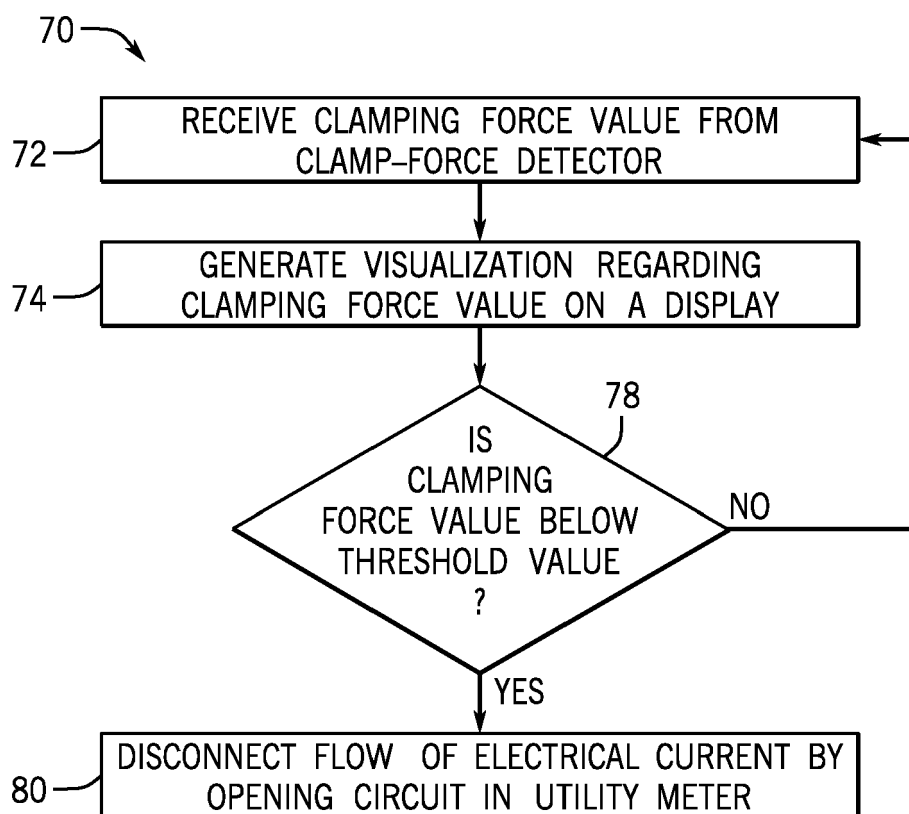 70
72
RECEIVE CLAMPING FORCE VALUE FROM
CLAMP–FORCE DETECTOR
74
GENERATE VISUALIZATION REGARDING
CLAMPING FORCE VALUE ON A DISPLAY
78
IS
CLAMPING
FORCE VALUE BELOW
THRESHOLD VALUE
?
NO
YES
80
DISCONNECT FLOW OF ELECTRICAL CURRENT BY
OPENING CIRCUIT IN UTILITY METER